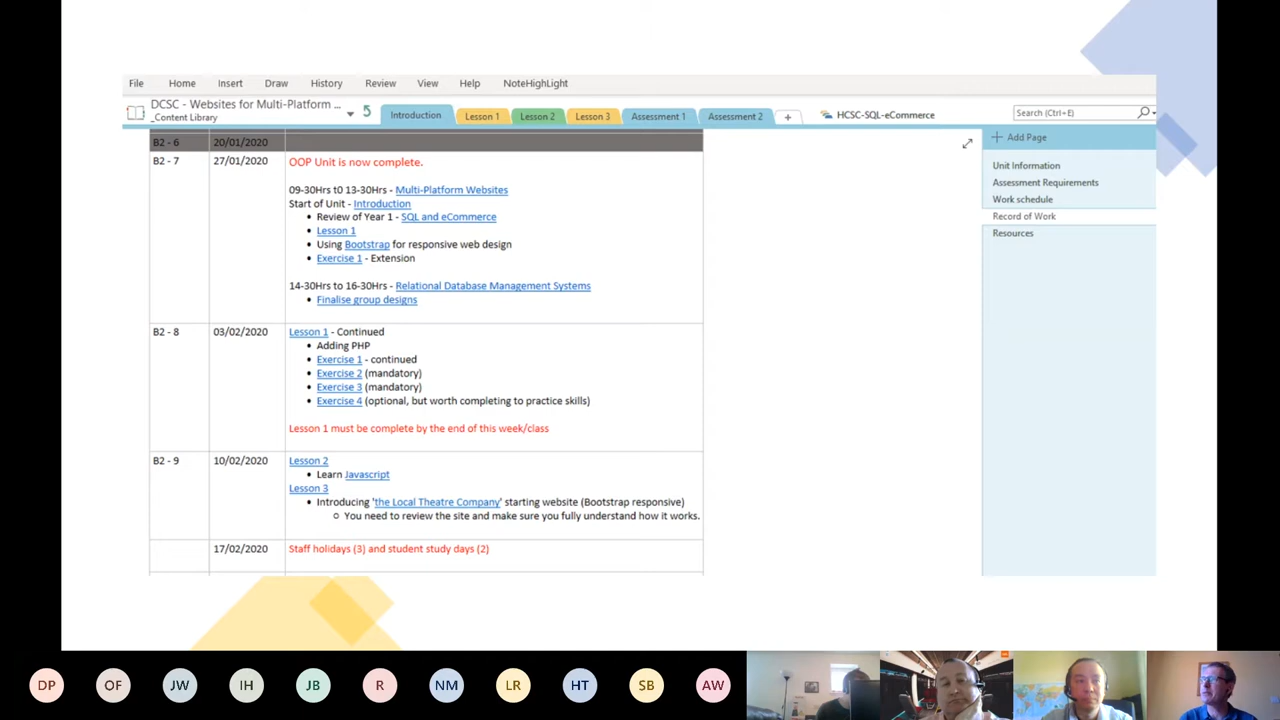 File Home Insert Draw History Review View Help NoteHighLight
DCSC - Websites for Multi-Platform ...
_Content Library
Introduction Lesson 1 Lesson 2 Lesson 3 Assessment 1 Assessment 2 + HCSC-SQL-eCommerce Search (Ctrl+E)
B2 - 6 20/01/2020
B2 - 7 27/01/2020 OOP Unit is now complete.
09-30Hrs t0 13-30Hrs - Multi-Platform Websites
Start of Unit - Introduction
• Review of Year 1 - SQL and eCommerce
• Lesson 1
• Using Bootstrap for responsive web design
• Exercise 1 - Extension
14-30Hrs to 16-30Hrs - Relational Database Management Systems
• Finalise group designs
B2 - 8 03/02/2020 Lesson 1 - Continued
• Adding PHP
• Exercise 1 - continued
• Exercise 2 (mandatory)
• Exercise 3 (mandatory)
• Exercise 4 (optional, but worth completing to practice skills)
Lesson 1 must be complete by the end of this week/class
B2 - 9 10/02/2020 Lesson 2
• Learn Javascript
Lesson 3
• Introducing 'the Local Theatre Company' starting website (Bootstrap responsive)
o You need to review the site and make sure you fully understand how it works.
17/02/2020 Staff holidays (3) and student study days (2)
+ Add Page
Unit Information
Assessment Requirements
Work schedule
Record of Work
Resources
DP OF JW IH JB R NM LR HT SB AW